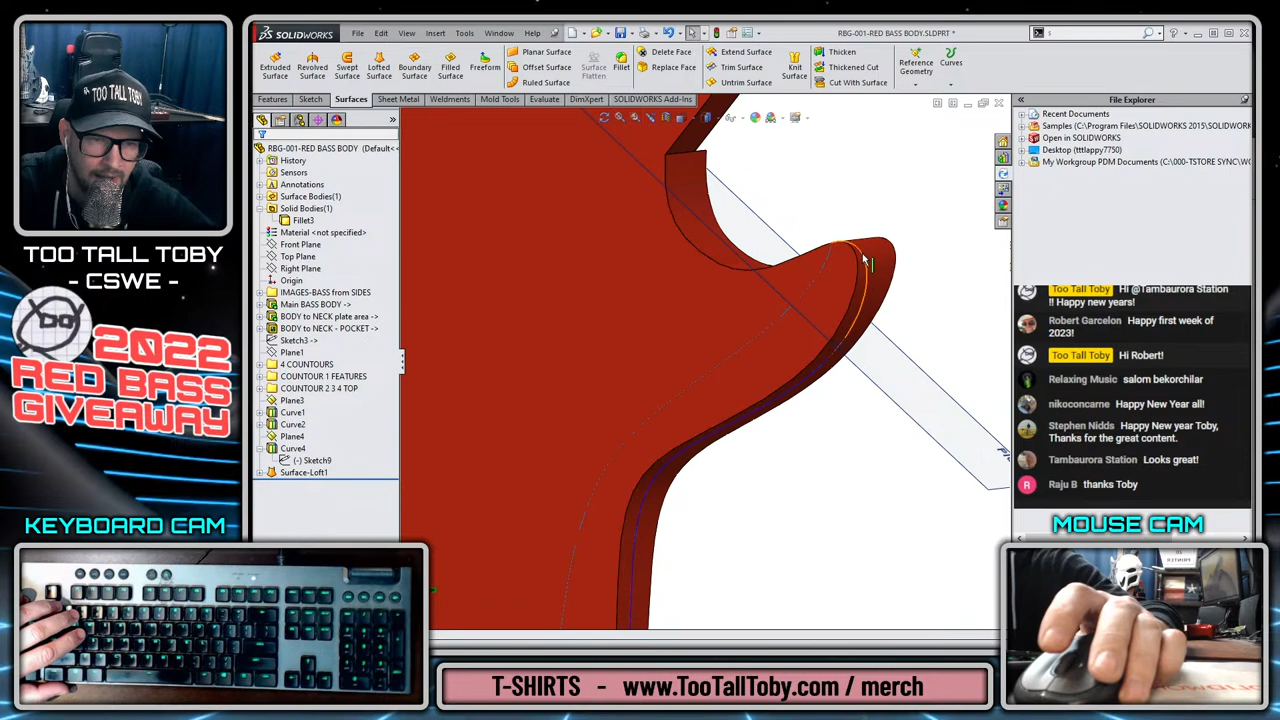 TOO TALL TOBY
TOO TALL TOBY
- CSWE -
2022
RED BASS
GIVEAWAY
KEYBOARD CAM
SOLIDWORKS
File Edit View Insert Tools Window Help
RBG-001-RED BASS BODY.SLDPRT *
s
Extruded Surface
Revolved Surface
Swept Surface
Lofted Surface
Boundary Surface
Filled Surface
Freeform
Planar Surface
Offset Surface
Ruled Surface
Surface Flatten
Fillet
Delete Face
Replace Face
Extend Surface
Trim Surface
Untrim Surface
Knit Surface
Thicken
Thickened Cut
Cut With Surface
Reference Geometry
Curves
Features Sketch Surfaces Sheet Metal Weldments Mold Tools Evaluate DimXpert SOLIDWORKS Add-Ins
RBG-001-RED BASS BODY (Default<<
History
Sensors
Annotations
Surface Bodies(1)
Solid Bodies(1)
Fillet3
Material <not specified>
Front Plane
Top Plane
Right Plane
Origin
IMAGES-BASS from SIDES
Main BASS BODY ->
BODY to NECK plate area ->
BODY to NECK - POCKET ->
Sketch3 ->
Plane1
4 COUNTOURS
COUNTOUR 1 FEATURES
COUNTOUR 2 3 4 TOP
Plane3
Curve1
Curve2
Plane4
Curve4
(-) Sketch9
Surface-Loft1
File Explorer
Recent Documents
Samples (C:\Program Files\SOLIDWORKS 2015\SOLIDWORK
Open in SOLIDWORKS
Desktop (tttlappy7750)
My Workgroup PDM Documents (C:\000-TSTORE SYNC\WC
Too Tall Toby Hi @Tambaurora Station
!! Happy new years!
Robert Garcelon Happy first week of
2023!
Too Tall Toby Hi Robert!
Relaxing Music salom bekorchilar
nikoconcarne Happy New Year all!
Stephen Nidds Happy New year Toby,
Thanks for the great content.
Tambaurora Station Looks great!
Raju B thanks Toby
MOUSE CAM
T-SHIRTS - www.TooTallToby.com / merch